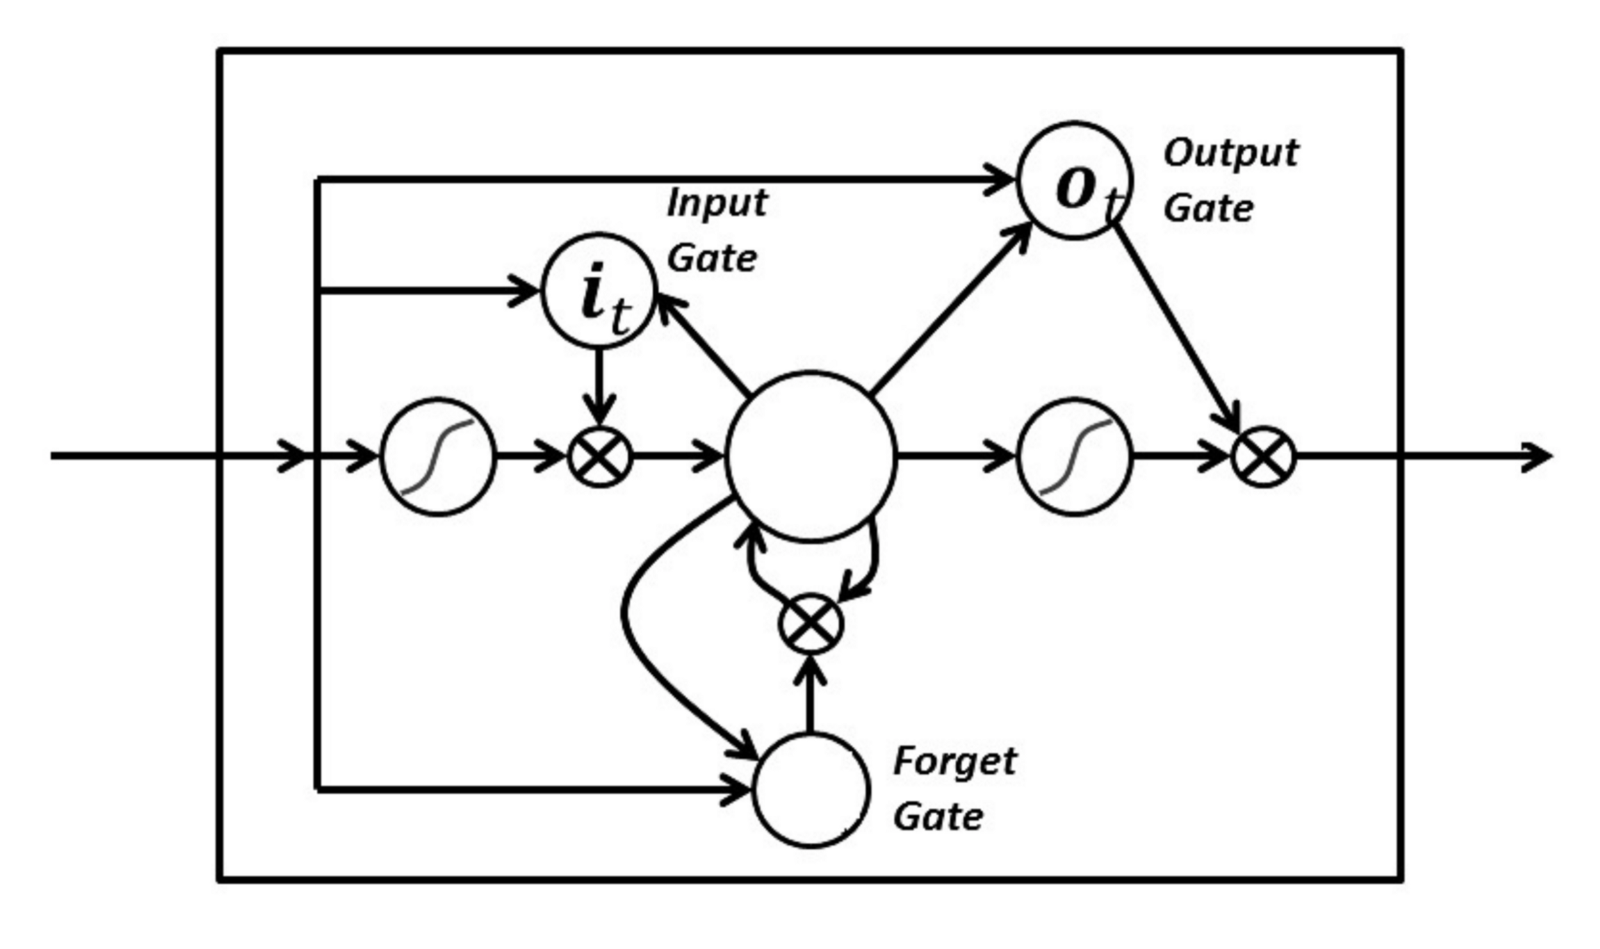 Output
Gate
o_t
Input
Gate
i_t
Forget
Gate